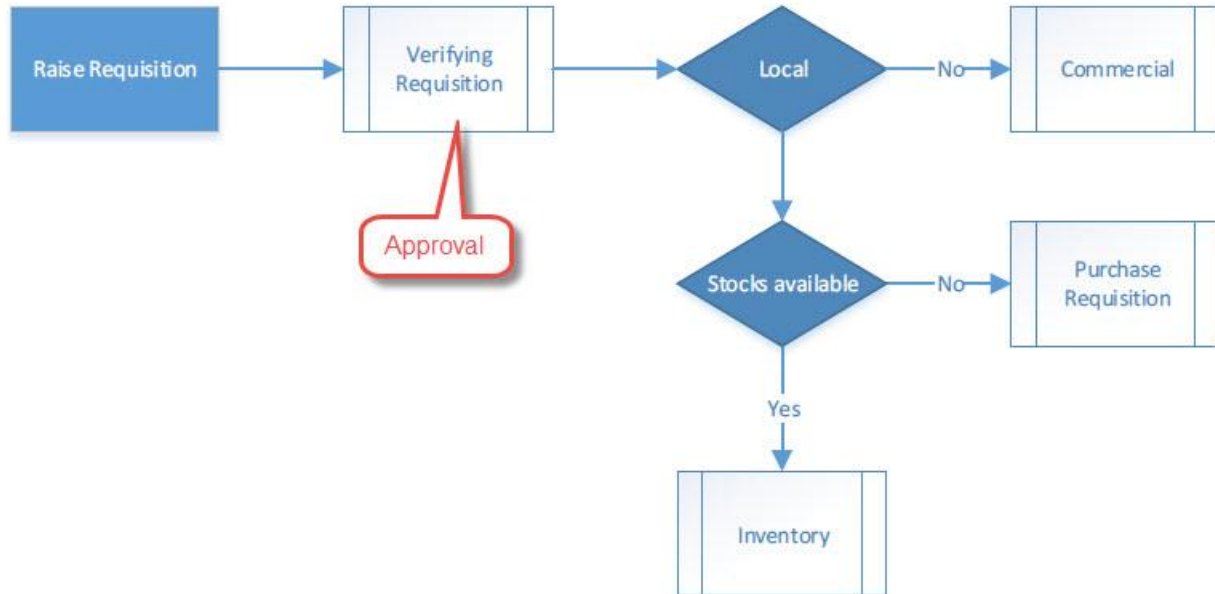 Raise Requisition
Verifying
Requisition
Local
No
Commercial
Approval
Stocks available
No
Purchase
Requisition
Yes
Inventory